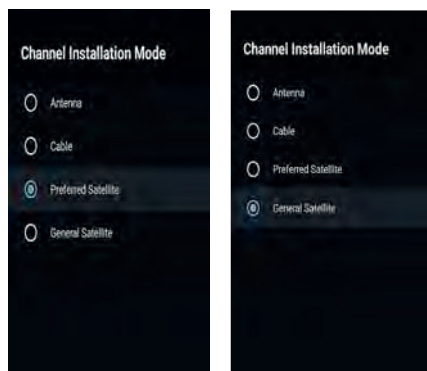 Channel Installation Mode
Antenna
Cable
Preferred Satellite
General Satellite
Channel Installation Mode
Antenna
Cable
Preferred Satellite
General Satellite